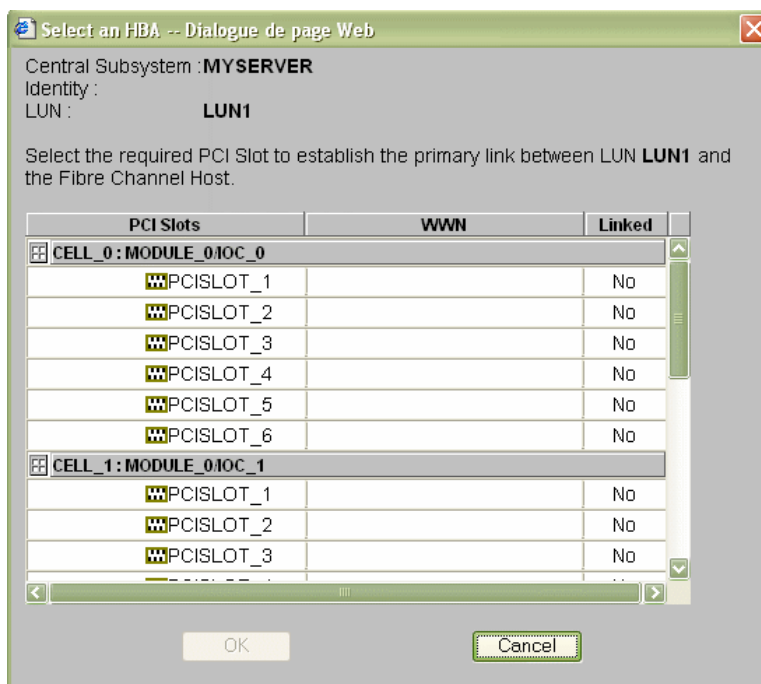 Select an HBA -- Dialogue de page Web
Central Subsystem : MYSERVER
Identity :
LUN : LUN1
Select the required PCI Slot to establish the primary link between LUN LUN1 and
the Fibre Channel Host.
PCI Slots WWN Linked
CELL_0 : MODULE_0/IOC_0
PCISLOT_1 No
PCISLOT_2 No
PCISLOT_3 No
PCISLOT_4 No
PCISLOT_5 No
PCISLOT_6 No
CELL_1 : MODULE_0/IOC_1
PCISLOT_1 No
PCISLOT_2 No
PCISLOT_3 No
OK Cancel